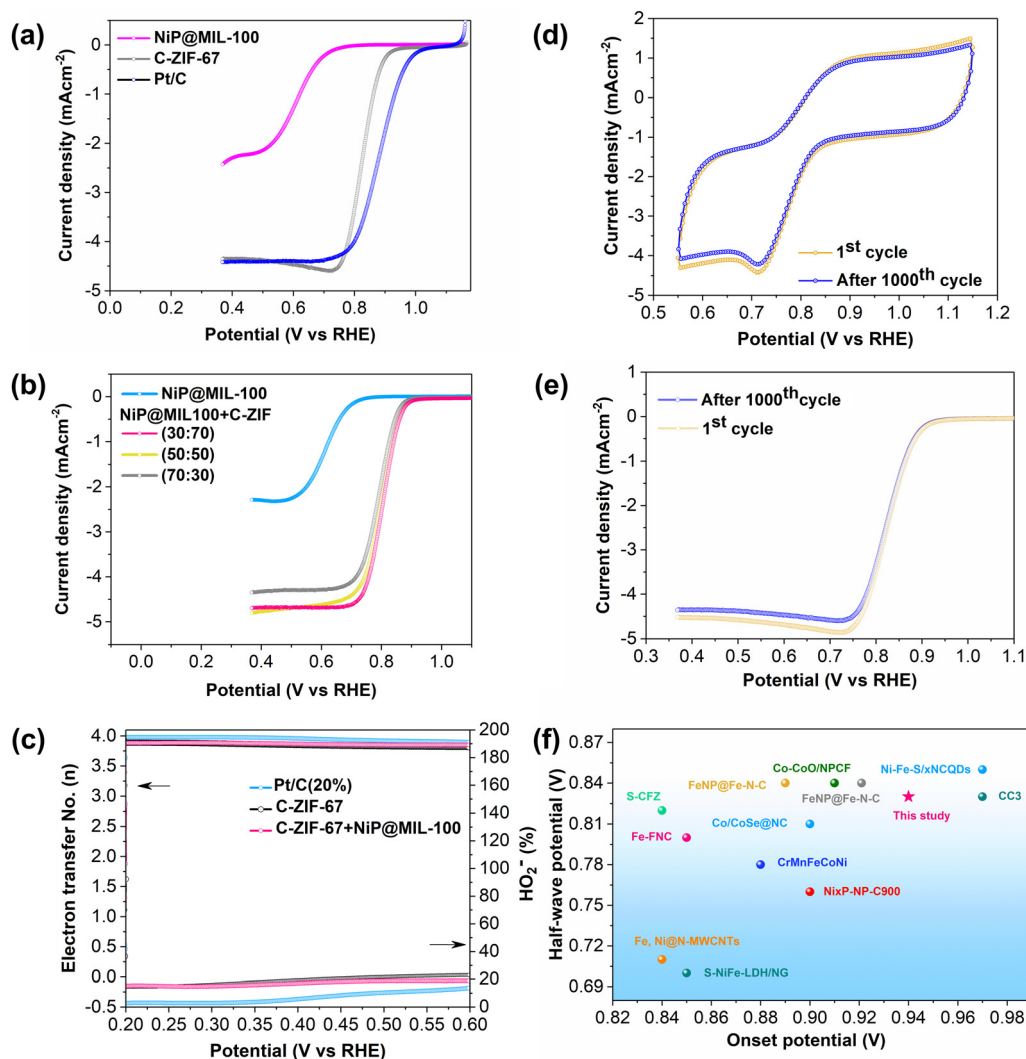 (a)
NiP@MIL-100
C-ZIF-67
Pt/C
Current density (mAcm-2)
0
-1
-2
-3
-4
-5
0.0 0.2 0.4 0.6 0.8 1.0
Potential (V vs RHE)
(d)
Current density (mAcm-2)
2
1
0
-1
-2
-3
-4
-5
1st cycle
After 1000th cycle
0.5 0.6 0.7 0.8 0.9 1.0 1.1 1.2
Potential (V vs RHE)
(b)
NiP@MIL-100
NiP@MIL100+C-ZIF
(30:70)
(50:50)
(70:30)
Current density (mAcm-2)
0
-1
-2
-3
-4
-5
0.0 0.2 0.4 0.6 0.8 1.0
Potential (V vs RHE)
(e)
Current density (mAcm-2)
1
0
-1
-2
-3
-4
-5
After 1000th cycle
1st cycle
0.3 0.4 0.5 0.6 0.7 0.8 0.9 1.0 1.1
Potential (V vs RHE)
(c)
Electron transfer No. (n)
4.0
3.5
3.0
2.5
2.0
1.5
1.0
0.5
0.0
-0.5
Pt/C(20%)
C-ZIF-67
C-ZIF-67+NiP@MIL-100
200
180
160
140
120
100
80
60
40
20
0
HO2- (%)
0.20 0.25 0.30 0.35 0.40 0.45 0.50 0.55 0.60
Potential (V vs RHE)
(f)
Half-wave potential (V)
0.87
0.84
0.81
0.78
0.75
0.72
0.69
Co-CoO/NPCF
Ni-Fe-S/xNCQDs
FeNP@Fe-N-C
FeNP@Fe-N-C
CC3
S-CFZ
This study
Fe-FNC
Co/CoSe@NC
CrMnFeCoNi
NixP-NP-C900
Fe, Ni@N-MWCNTs
S-NiFe-LDH/NG
0.82 0.84 0.86 0.88 0.90 0.92 0.94 0.96 0.98
Onset potential (V)